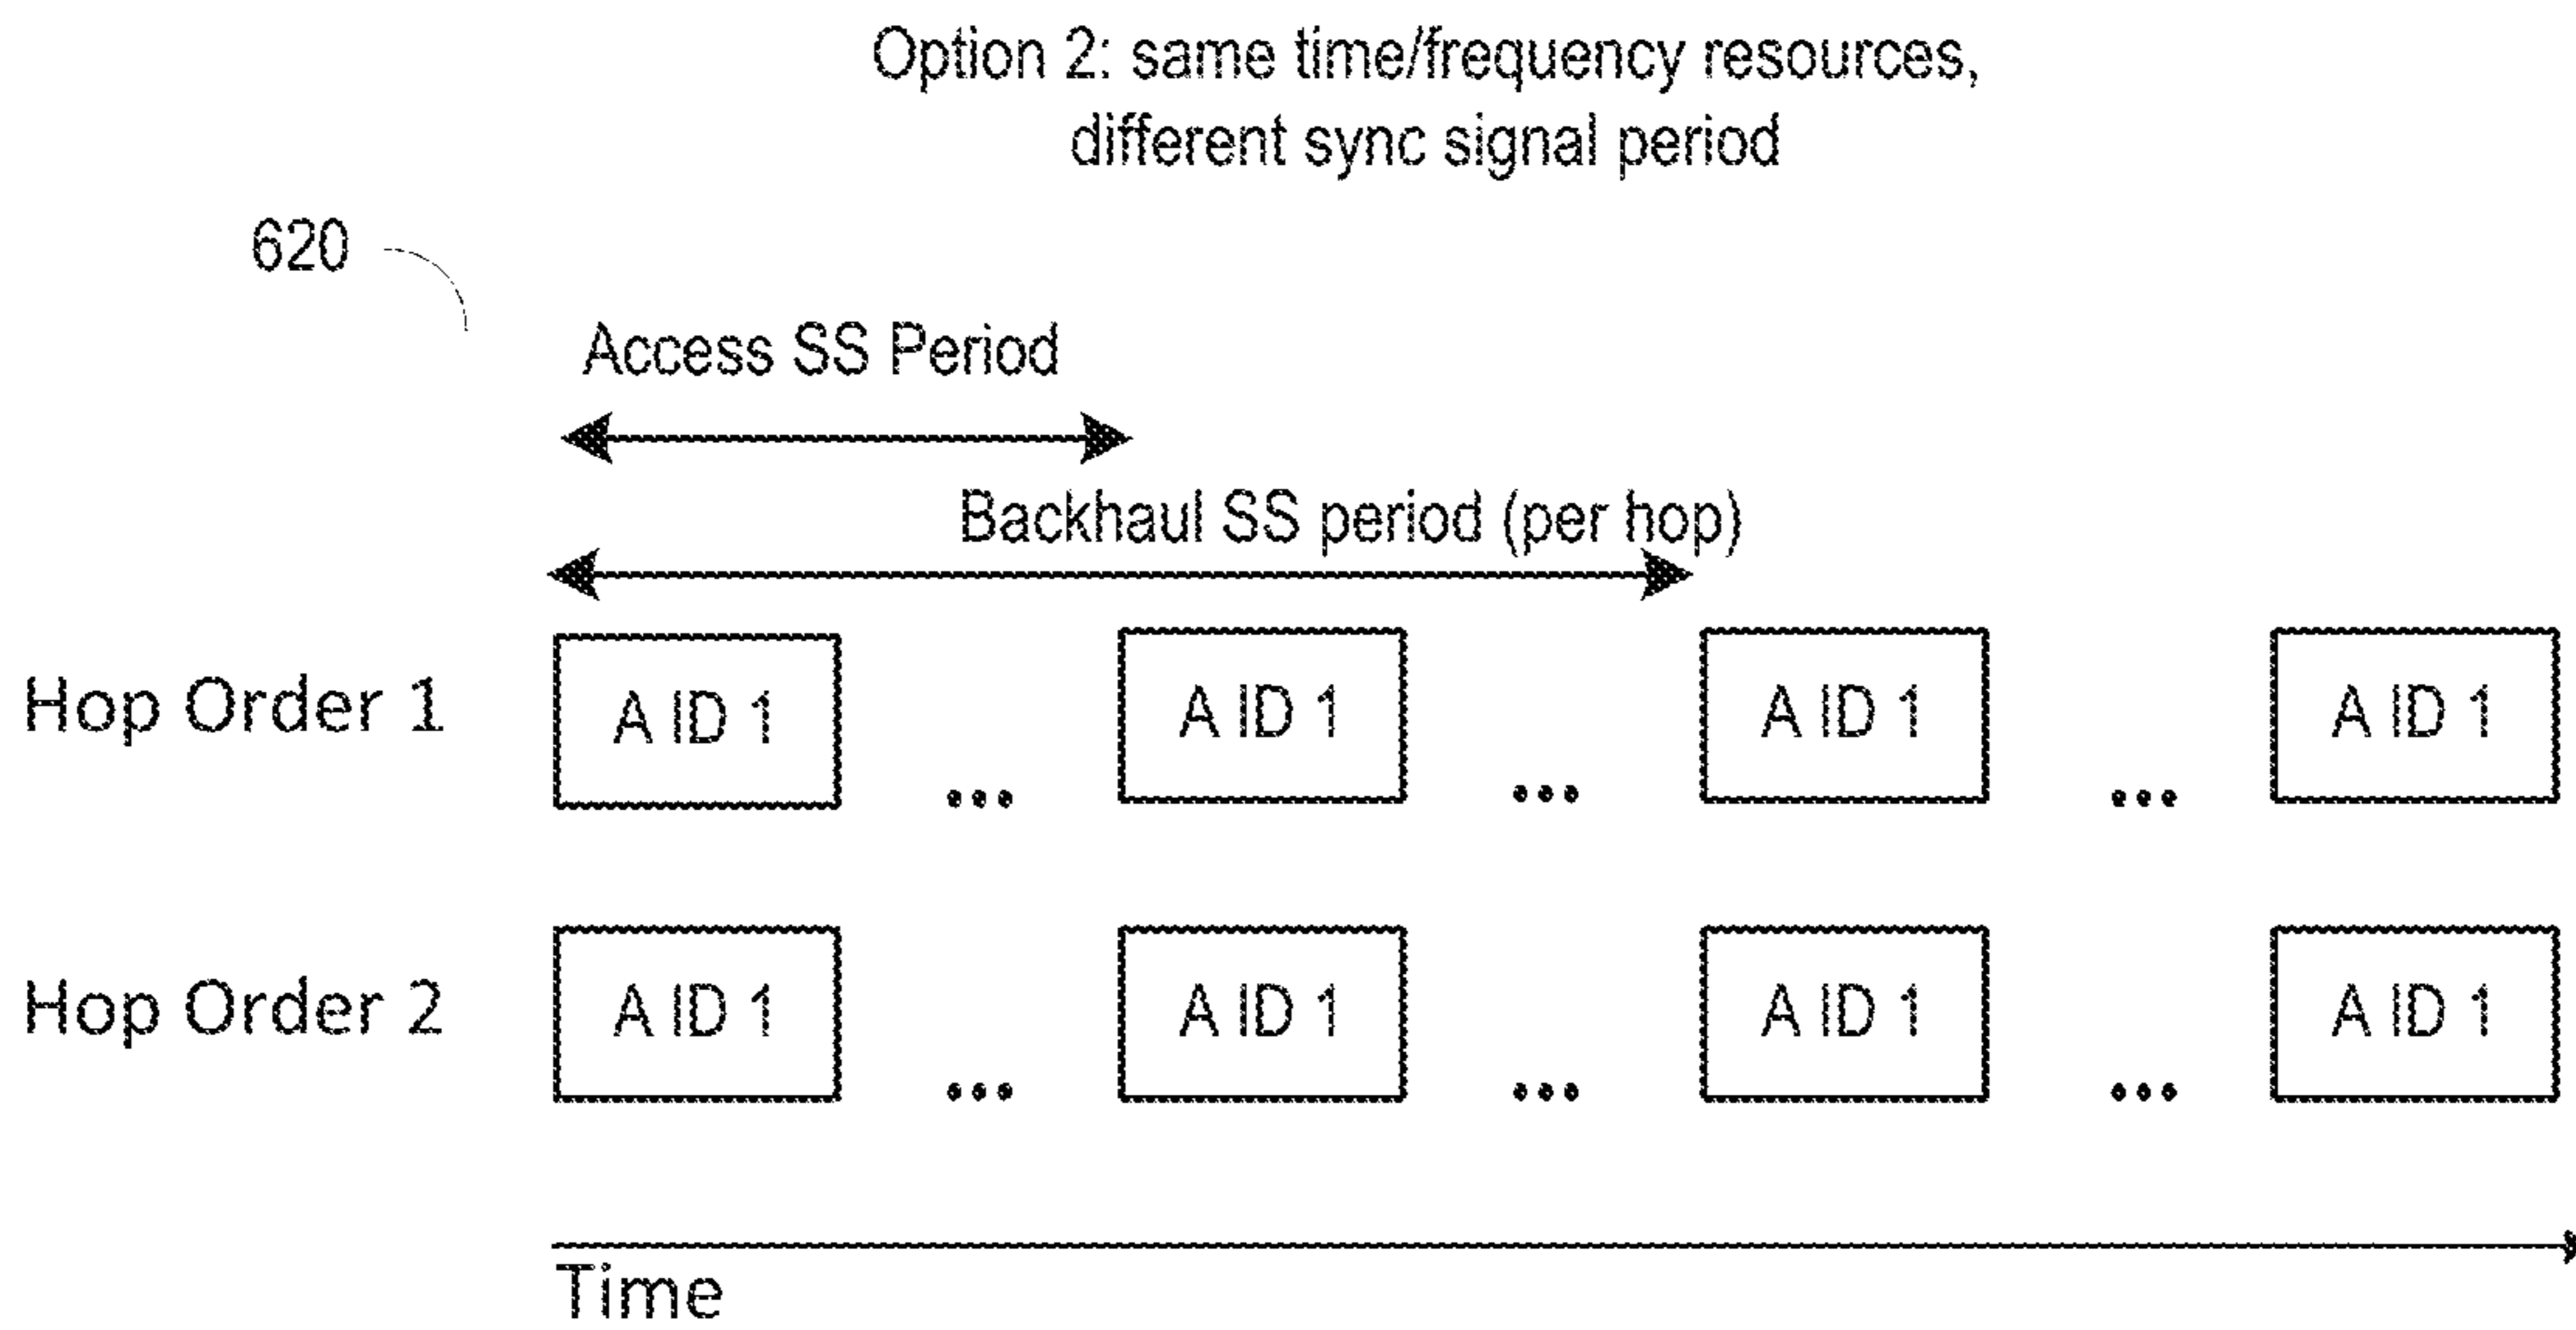 Option 2: same time/frequency resources,
different sync signal period
620
Access SS Period
Backhaul SS period (per hop)
Hop Order 1
A ID 1
...
A ID 1
...
A ID 1
...
A ID 1
Hop Order 2
A ID 1
...
A ID 1
...
A ID 1
...
A ID 1
Time